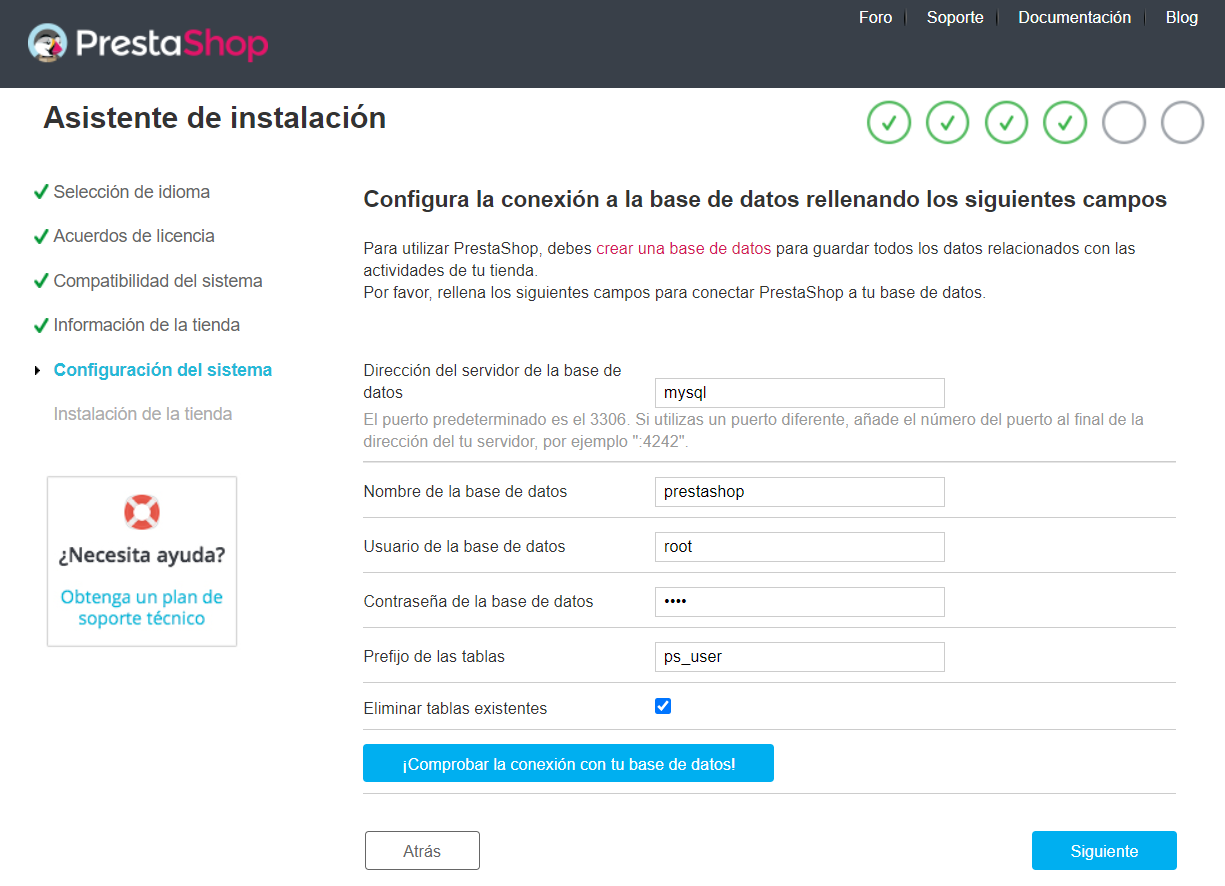 PrestaShop
Foro
Soporte
Documentación
Blog
Asistente de instalación
Selección de idioma
Acuerdos de licencia
Compatibilidad del sistema
Información de la tienda
Configuración del sistema
Instalación de la tienda
¿Necesita ayuda?
Obtenga un plan de
soporte técnico
Configura la conexión a la base de datos rellenando los siguientes campos
Para utilizar PrestaShop, debes crear una base de datos para guardar todos los datos relacionados con las
actividades de tu tienda.
Por favor, rellena los siguientes campos para conectar PrestaShop a tu base de datos.
Dirección del servidor de la base de
datos
mysql
El puerto predeterminado es el 3306. Si utilizas un puerto diferente, añade el número del puerto al final de la
dirección del tu servidor, por ejemplo ":4242".
Nombre de la base de datos
prestashop
Usuario de la base de datos
root
Contraseña de la base de datos
••••
Prefijo de las tablas
ps_user
Eliminar tablas existentes
¡Comprobar la conexión con tu base de datos!
Atrás
Siguiente